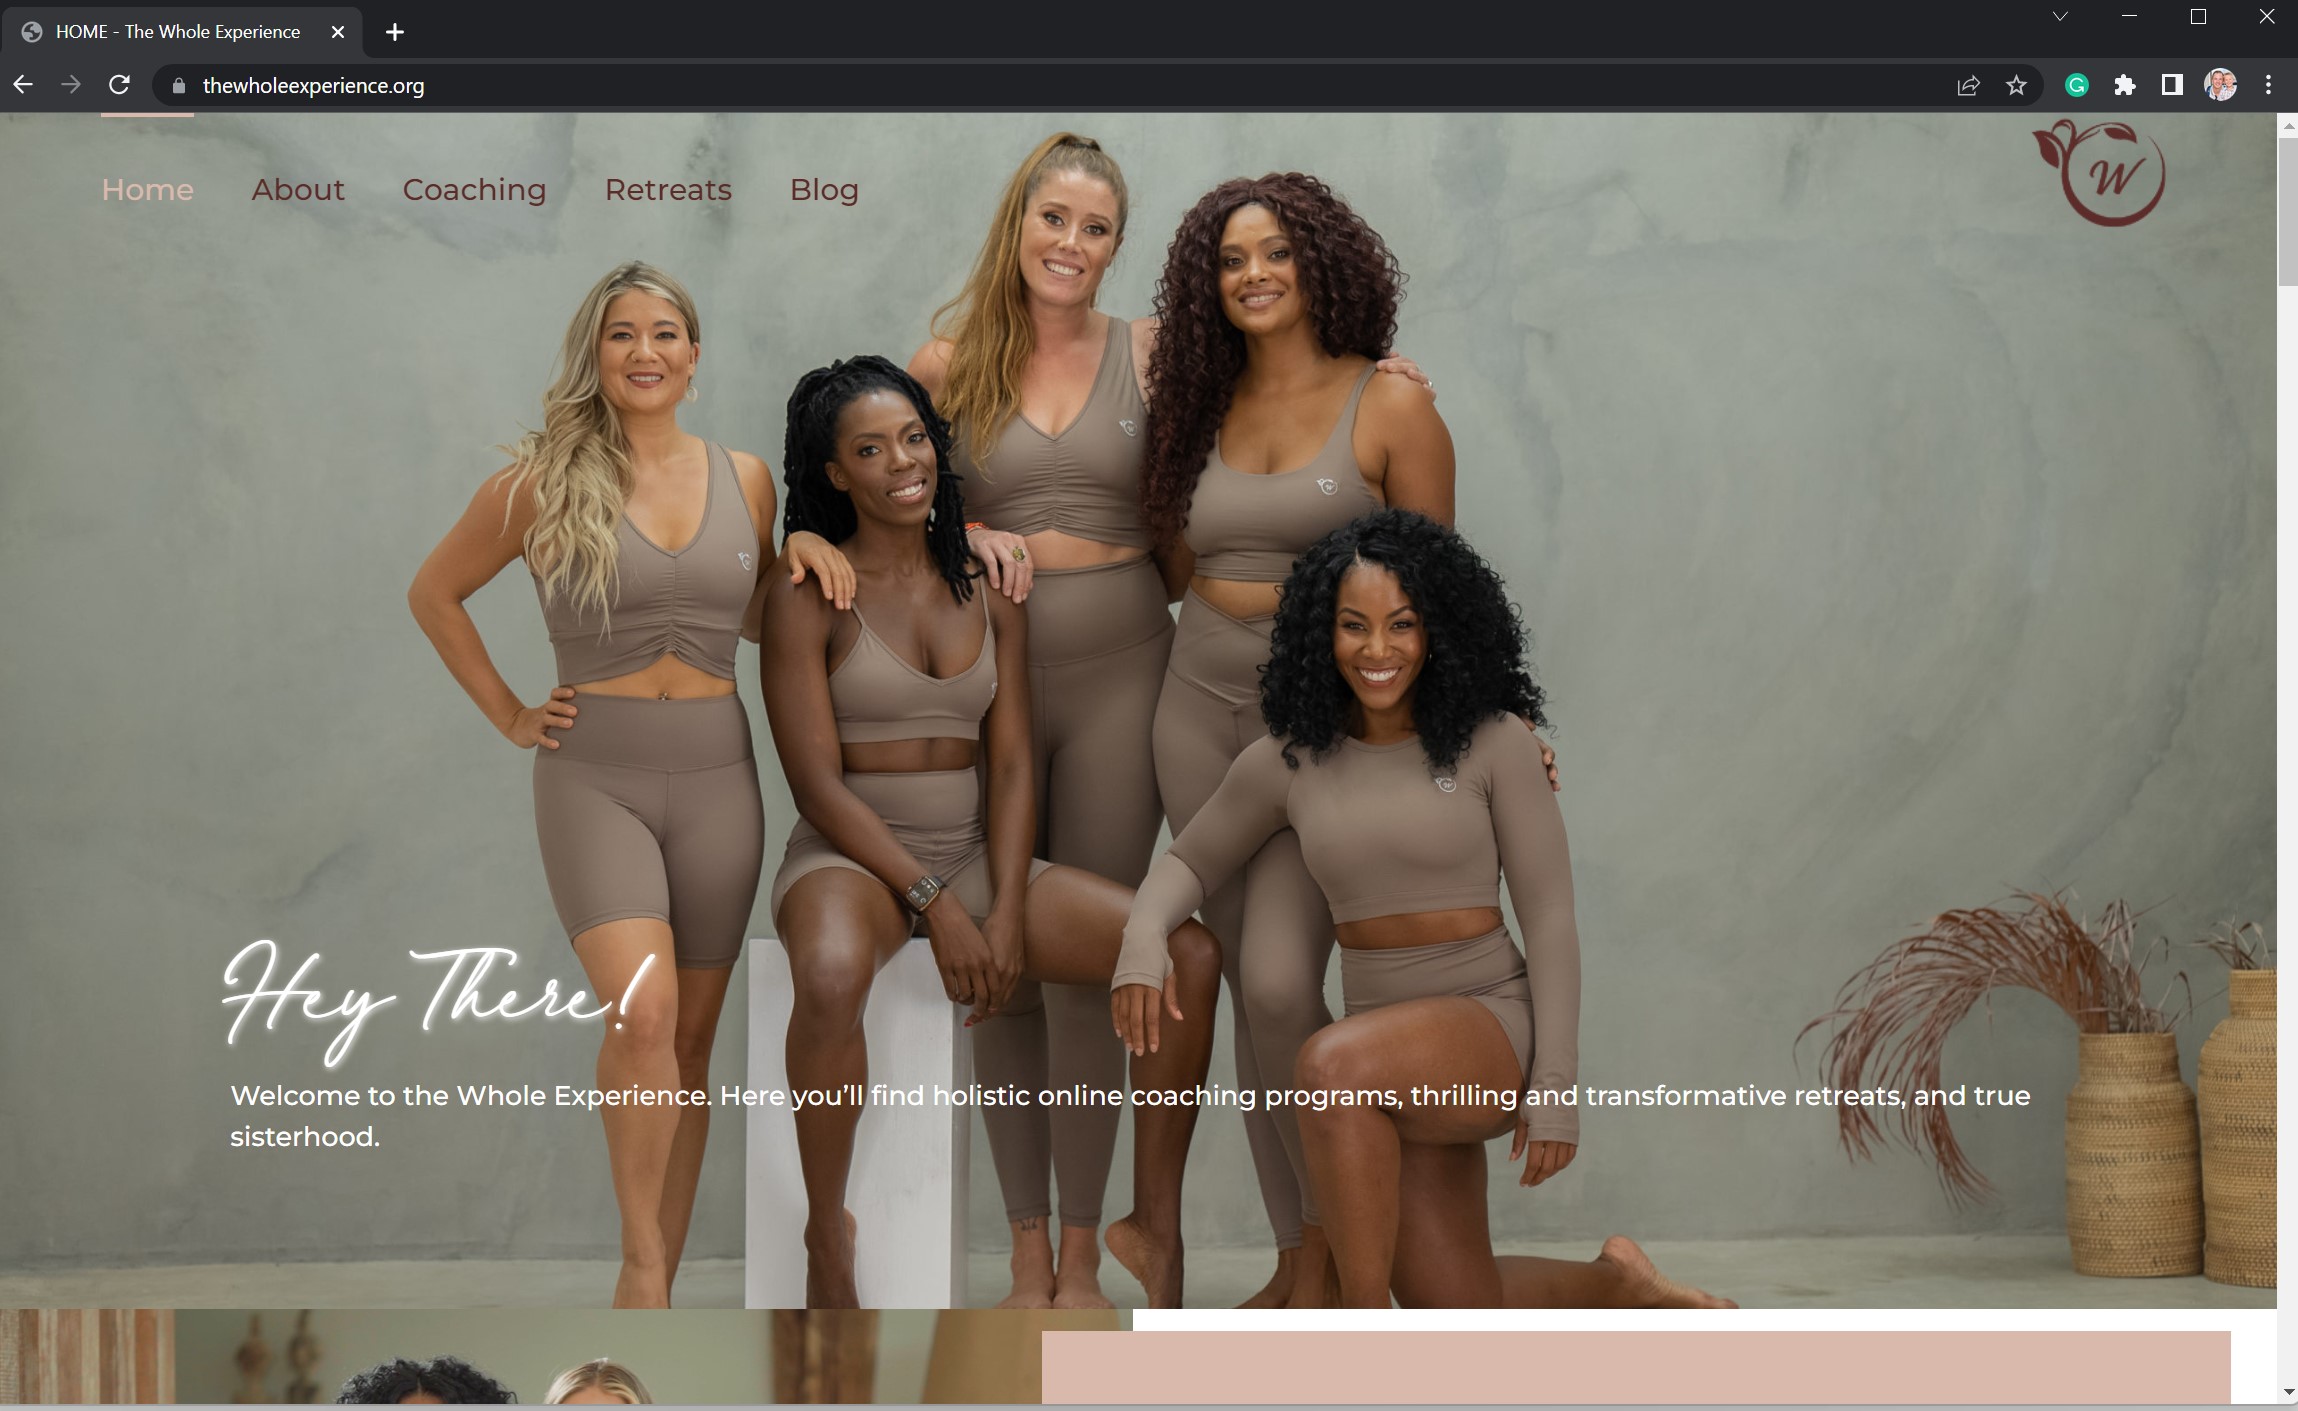 HOME - The Whole Experience
thewholeexperience.org
Home About Coaching Retreats Blog
W
Hey There!
Welcome to the Whole Experience. Here you’ll find holistic online coaching programs, thrilling and transformative retreats, and true
sisterhood.